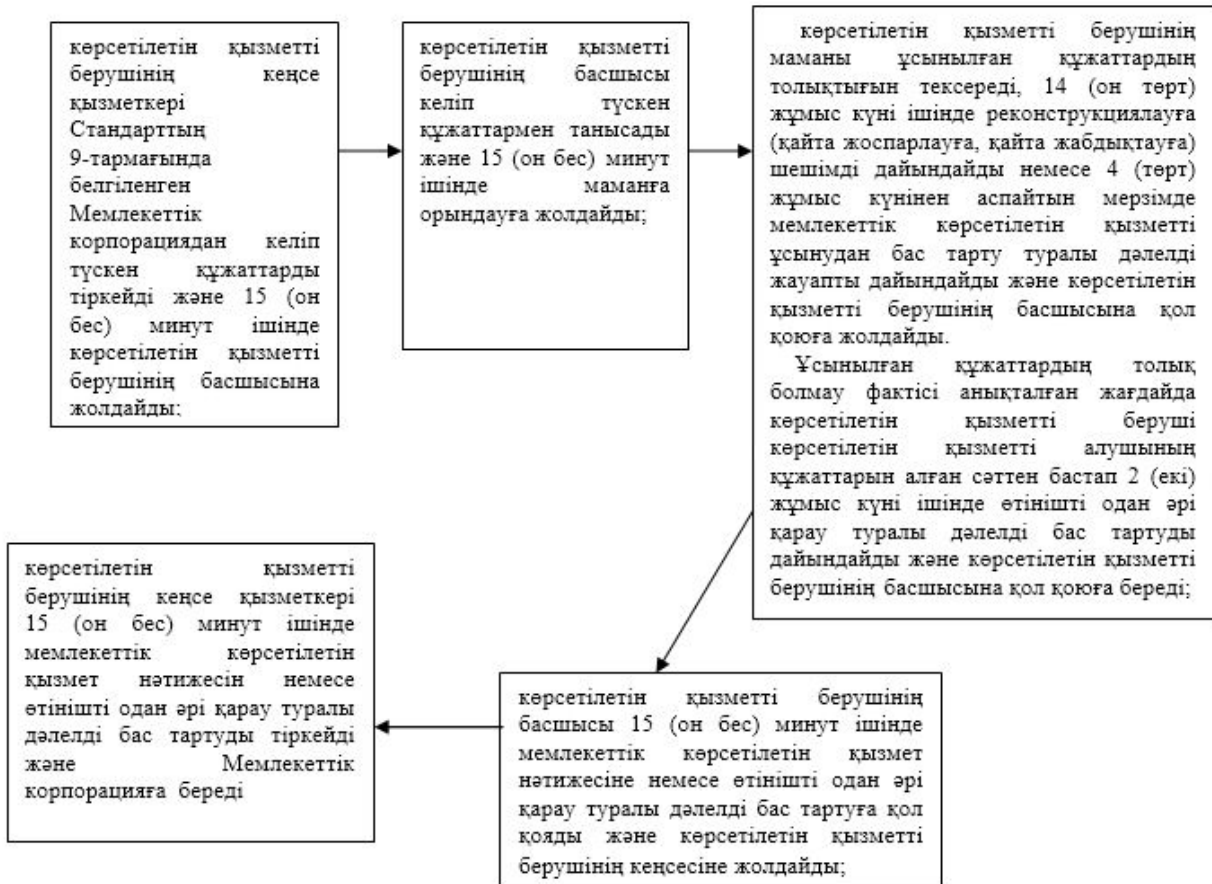 көрсетілетін қызметті
берушінің кеңсе
қызметкері
Стандарттың
9-тармағында
белгіленген
Мемлекеттік
корпорациядан келіп
түскен құжаттарды
тіркейді және 15 (он
бес) минут ішінде
көрсетілетін қызметті
берушінің басшысына
жолдайды;
көрсетілетін қызметті
берушінің басшысы
келіп түскен
құжаттармен танысады
және 15 (он бес) минут
ішінде маманға
орындауға жолдайды;
көрсетілетін қызметті берушінің
маманы ұсынылған құжаттардың
толықтығын тексереді, 14 (он төрт)
жұмыс күні ішінде реконструкциялауға
(қайта жоспарлауға, қайта жабдықтауға)
шешімді дайындайды немесе 4 (төрт)
жұмыс күнінен аспайтын мерзімде
мемлекеттік көрсетілетін қызметті
ұсынудан бас тарту туралы дәлелді
жауапты дайындайды және көрсетілетін
қызметті берушінің басшысына қол
қоюға жолдайды.
Ұсынылған құжаттардың толық
болмау фактісі анықталған жағдайда
көрсетілетін қызметті беруші
көрсетілетін қызметті алушының
құжаттарын алған сәттен бастап 2 (екі)
жұмыс күні ішінде өтінішті одан әрі
қарау туралы дәлелді бас тартуды
дайындайды және көрсетілетін қызметті
берушінің басшысына қол қоюға береді;
көрсетілетін қызметті берушінің
басшысы 15 (он бес) минут ішінде
мемлекеттік көрсетілетін қызмет
нәтижесіне немесе өтінішті одан әрі
қарау туралы дәлелді бас тартуға қол
қояды және көрсетілетін қызметті
берушінің кеңсесіне жолдайды;
көрсетілетін қызметті
берушінің кеңсе қызметкері
15 (он бес) минут ішінде
мемлекеттік көрсетілетін
қызмет нәтижесін немесе
өтінішті одан әрі қарау туралы
дәлелді бас тартуды тіркейді
және Мемлекеттік
корпорацияға береді